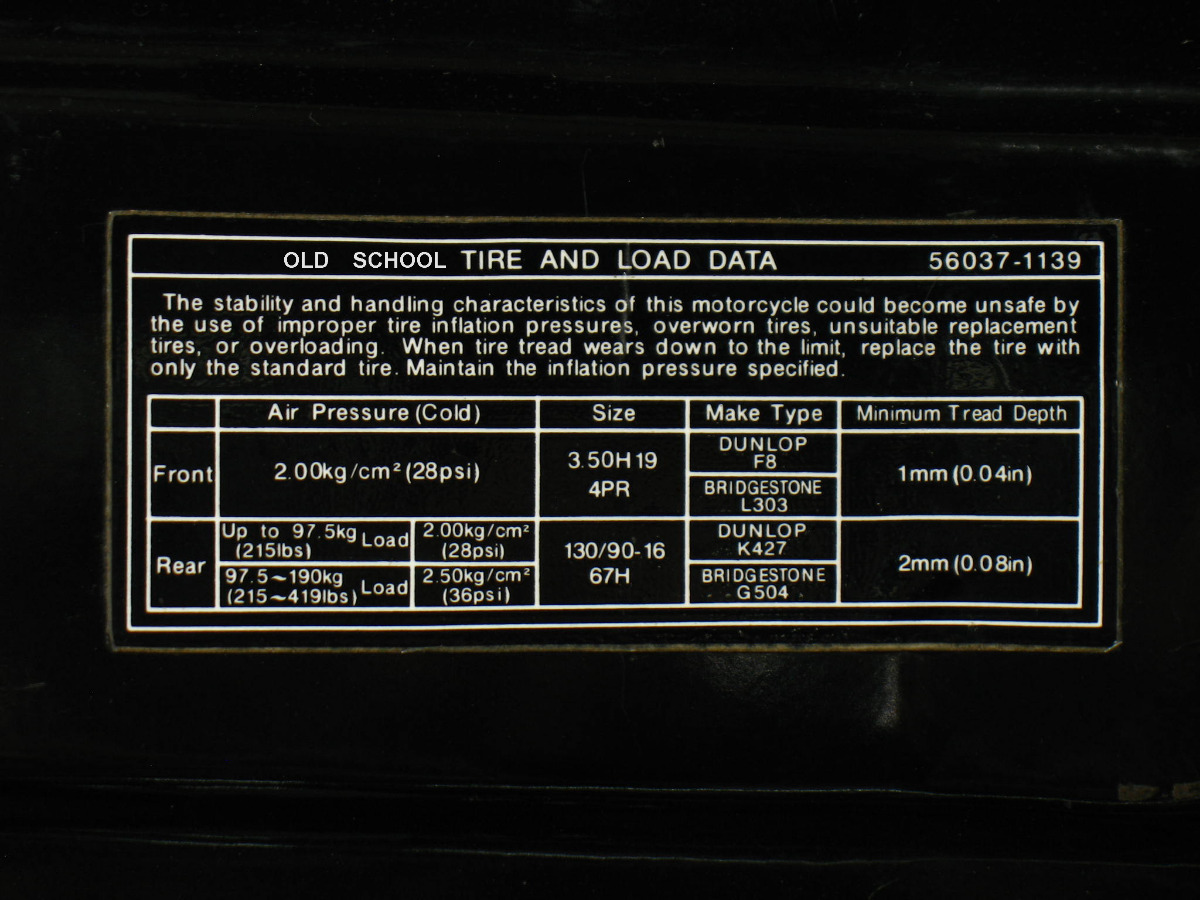 OLD SCHOOL TIRE AND LOAD DATA 56037-1139
The stability and handling characteristics of this motorcycle could become unsafe by
the use of improper tire inflation pressures, overworn tires, unsuitable replacement
tires, or overloading. When tire tread wears down to the limit, replace the tire with
only the standard tire. Maintain the inflation pressure specified.
Air Pressure (Cold) Size Make Type Minimum Tread Depth
Front 2.00kg/cm² (28psi) 3.50H19 4PR DUNLOP F8 BRIDGESTONE L303 1mm (0.04in)
Rear Up to 97.5kg (215lbs) Load 2.00kg/cm² (28psi) 130/90-16 67H DUNLOP K427 2mm (0.08in)
97.5~190kg (215~419lbs) Load 2.50kg/cm² (36psi) BRIDGESTONE G504